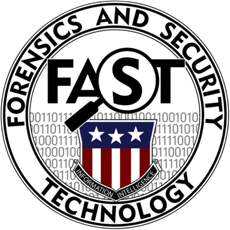 FORENSICS AND SECURITY
FAST
INFORMATION INTELLIGENCE
TECHNOLOGY